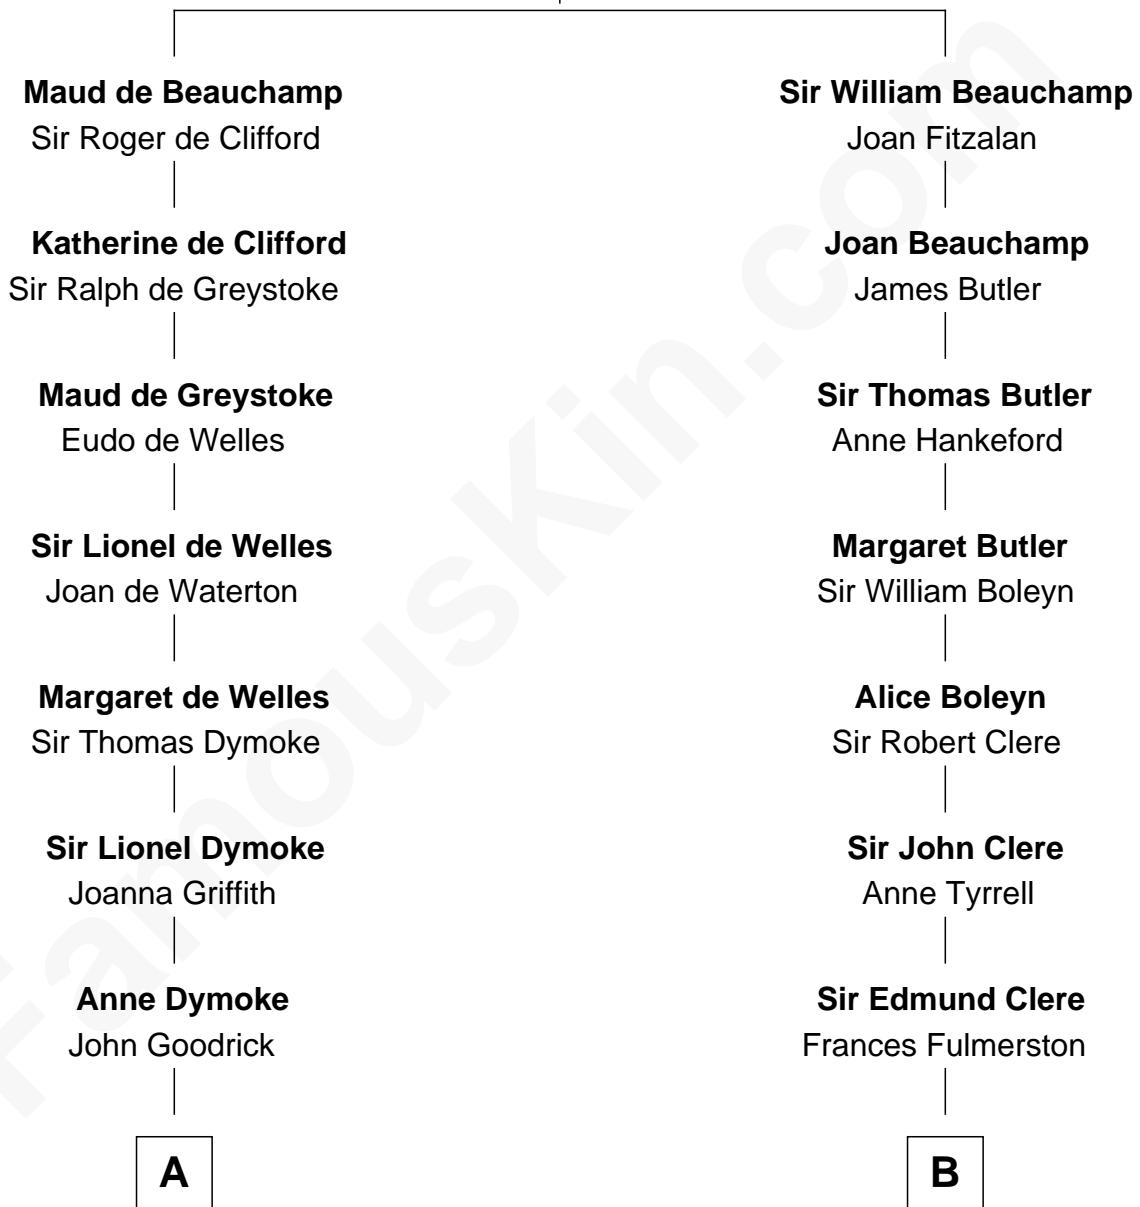 Maud de Beauchamp
Sir Roger de Clifford
Katherine de Clifford
Sir Ralph de Greystoke
Maud de Greystoke
Eudo de Welles
Sir Lionel de Welles
Joan de Waterton
Margaret de Welles
Sir Thomas Dymoke
Sir Lionel Dymoke
Joanna Griffith
Anne Dymoke
John Goodrick
A
Sir William Beauchamp
Joan Fitzalan
Joan Beauchamp
James Butler
Sir Thomas Butler
Anne Hankeford
Margaret Butler
Sir William Boleyn
Alice Boleyn
Sir Robert Clere
Sir John Clere
Anne Tyrrell
Sir Edmund Clere
Frances Fulmerston
B
FamousKin.com